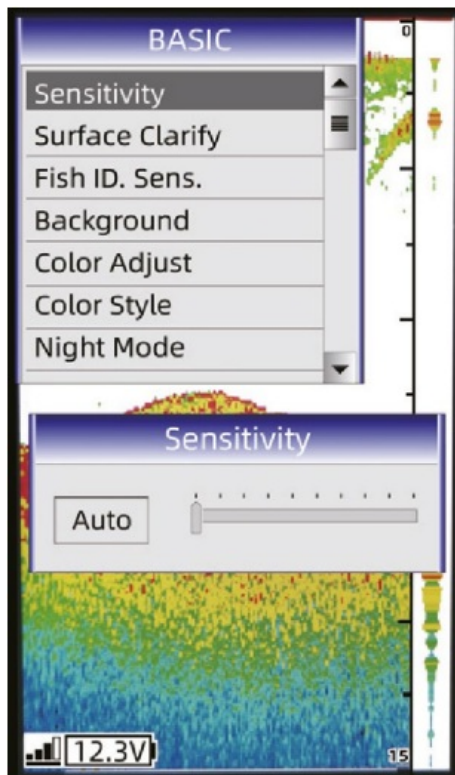 BASIC
0
Sensitivity
Surface Clarify
Fish ID. Sens.
Background
Color Adjust
Color Style
Night Mode
Sensitivity
Auto
12.3V
15